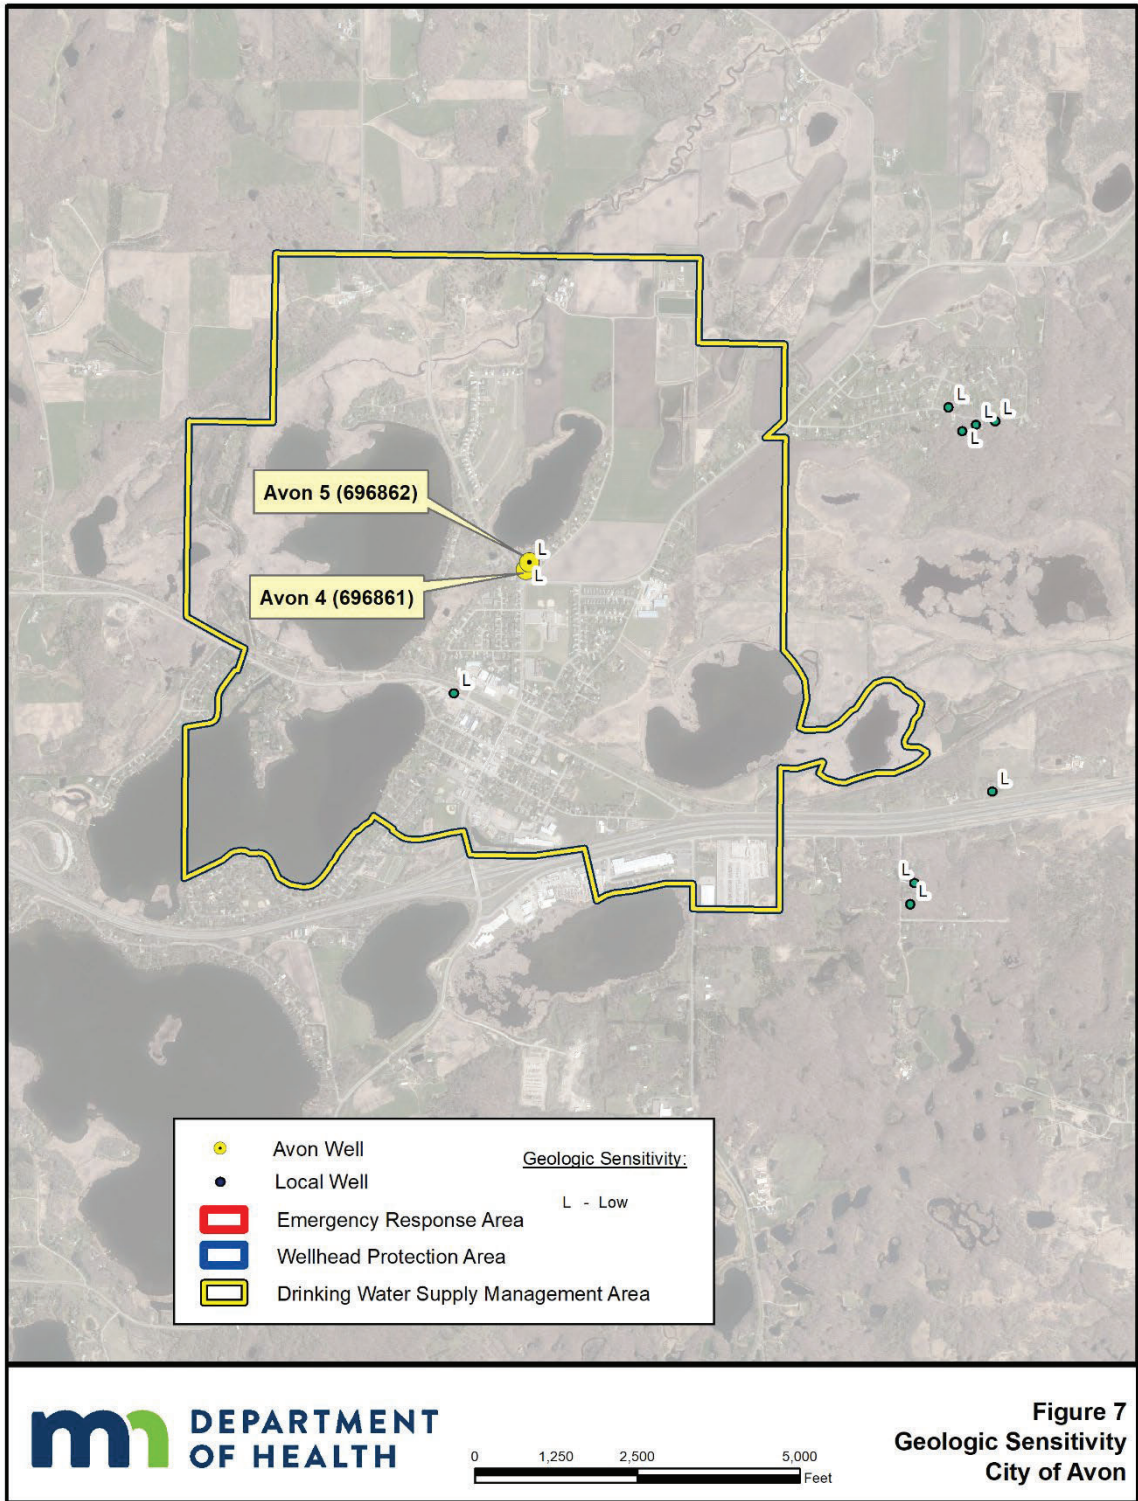 L
L
L
L
Avon 5 (696862)
L
L
Avon 4 (696861)
L
L
L
L
Avon Well
Local Well
Emergency Response Area
Wellhead Protection Area
Drinking Water Supply Management Area
Geologic Sensitivity:
L - Low
mn DEPARTMENT
OF HEALTH
0 1,250 2,500 5,000
Feet
Figure 7
Geologic Sensitivity
City of Avon